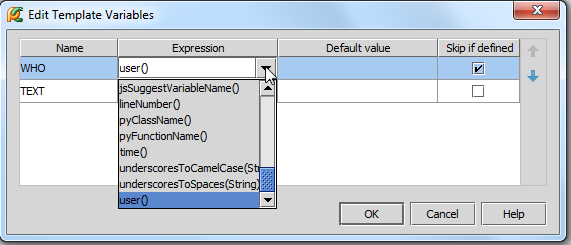 Edit Template Variables
Name Expression Default value Skip if defined
WHO user()
TEXT
jsSuggestVariableName()
lineNumber()
pyClassName()
pyFunctionName()
time()
underscoresToCamelCase(Str
underscoresToSpaces(String)
user()
OK Cancel Help